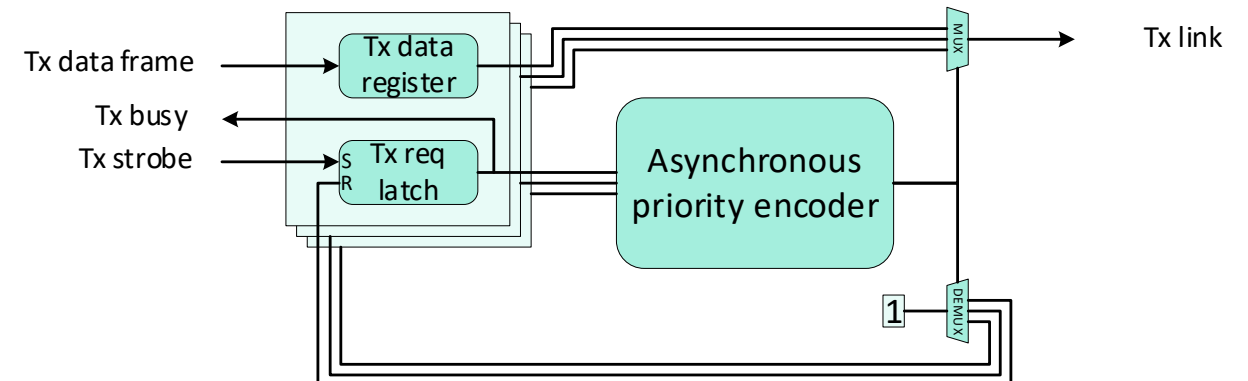 Tx data frame
Tx busy
Tx strobe
Tx data
register
S
R
Tx req
latch
Asynchronous
priority encoder
MUX
Tx link
1
DEMUX